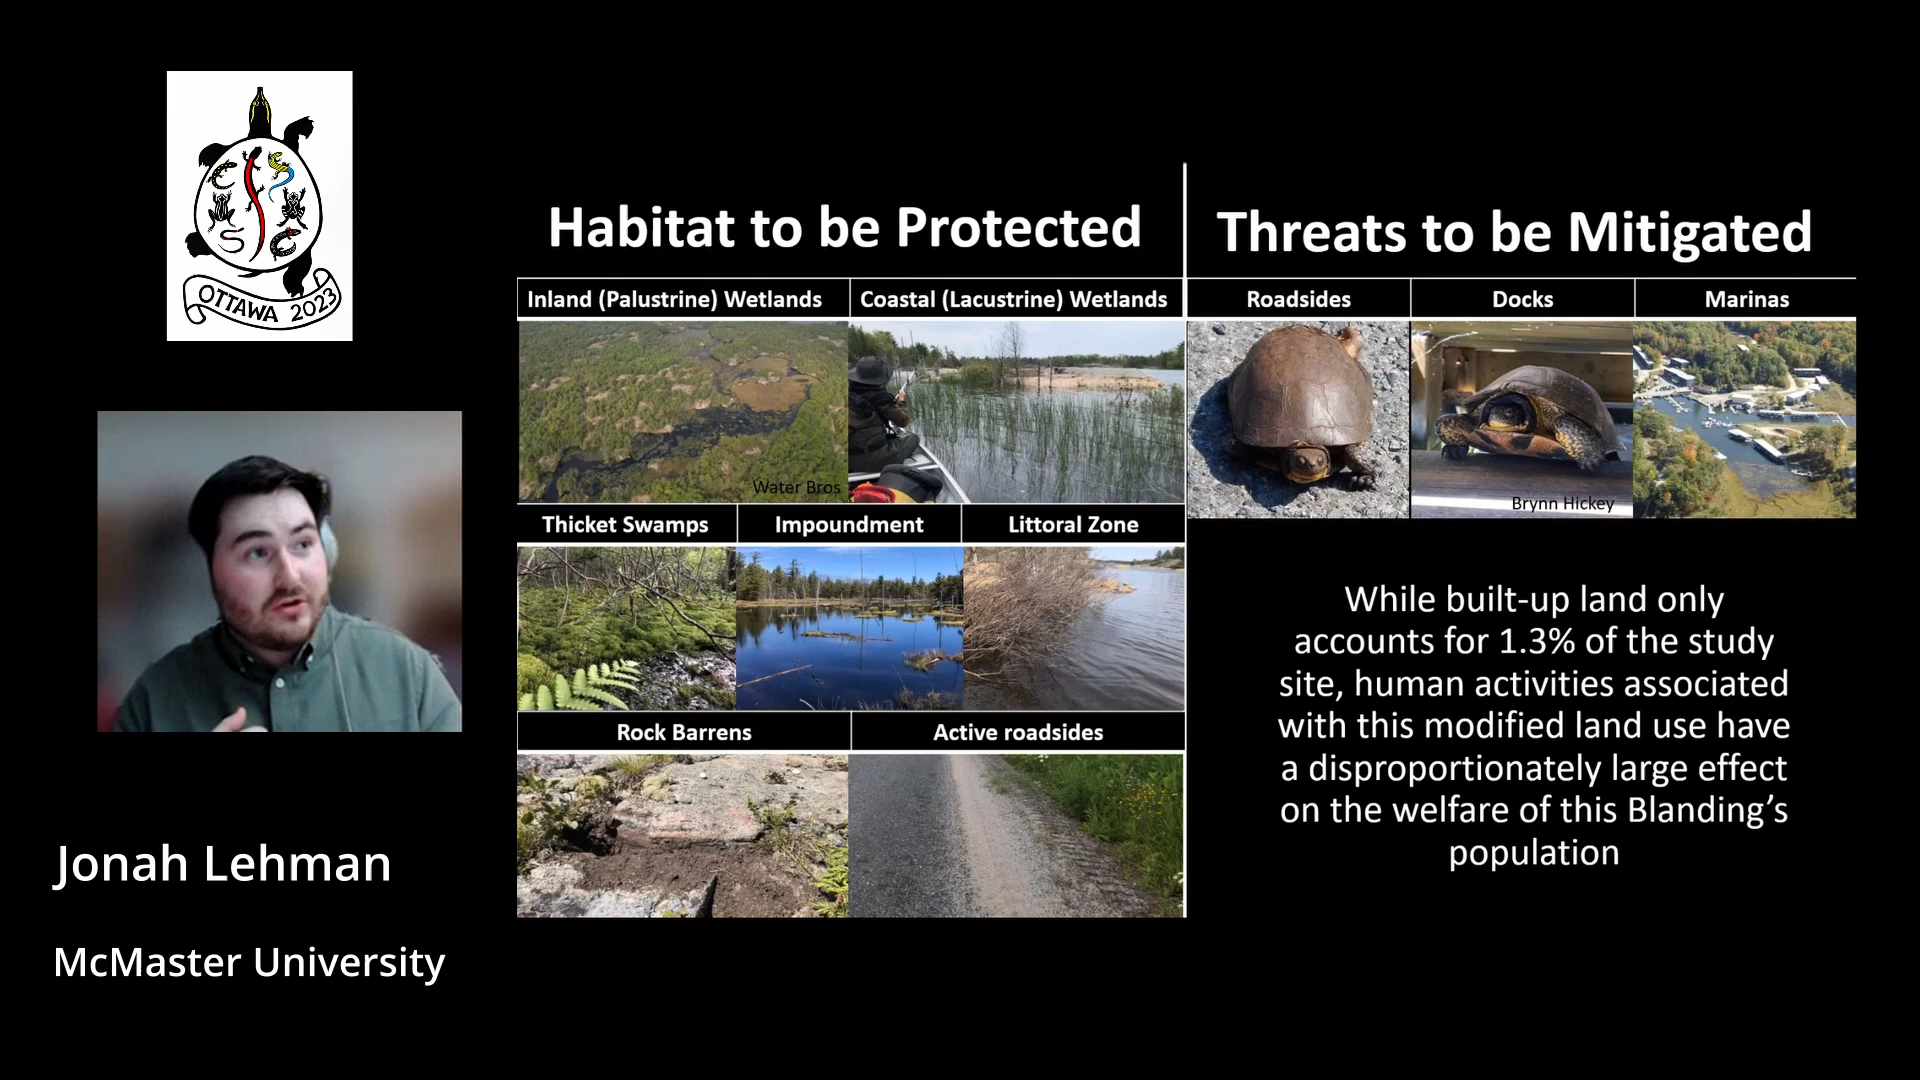 OTTAWA 2023
Jonah Lehman
McMaster University
Habitat to be Protected
Inland (Palustrine) Wetlands
Coastal (Lacustrine) Wetlands
Water Bros
Thicket Swamps
Impoundment
Littoral Zone
Rock Barrens
Active roadsides
Threats to be Mitigated
Roadsides
Docks
Marinas
Brynn Hickey
While built-up land only
accounts for 1.3% of the study
site, human activities associated
with this modified land use have
a disproportionately large effect
on the welfare of this Blanding’s
population